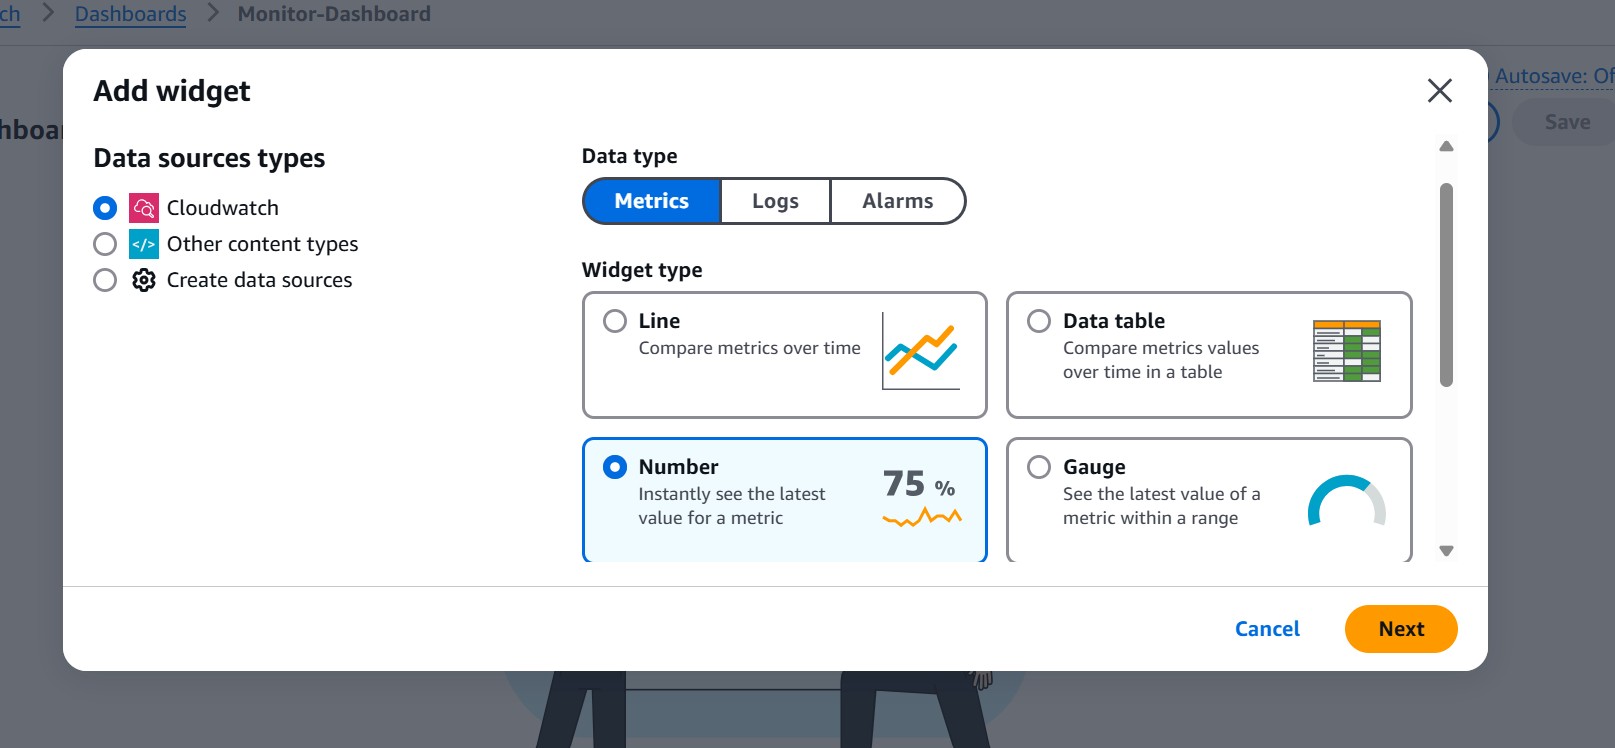 ch > Dashboards > Monitor-Dashboard
Autosave: Of
hboar
Save
Add widget
Data sources types
Cloudwatch
</> Other content types
Create data sources
Data type
Metrics
Logs
Alarms
Widget type
Line
Compare metrics over time
Data table
Compare metrics values
over time in a table
Number
Instantly see the latest
value for a metric
75 %
Gauge
See the latest value of a
metric within a range
Cancel
Next